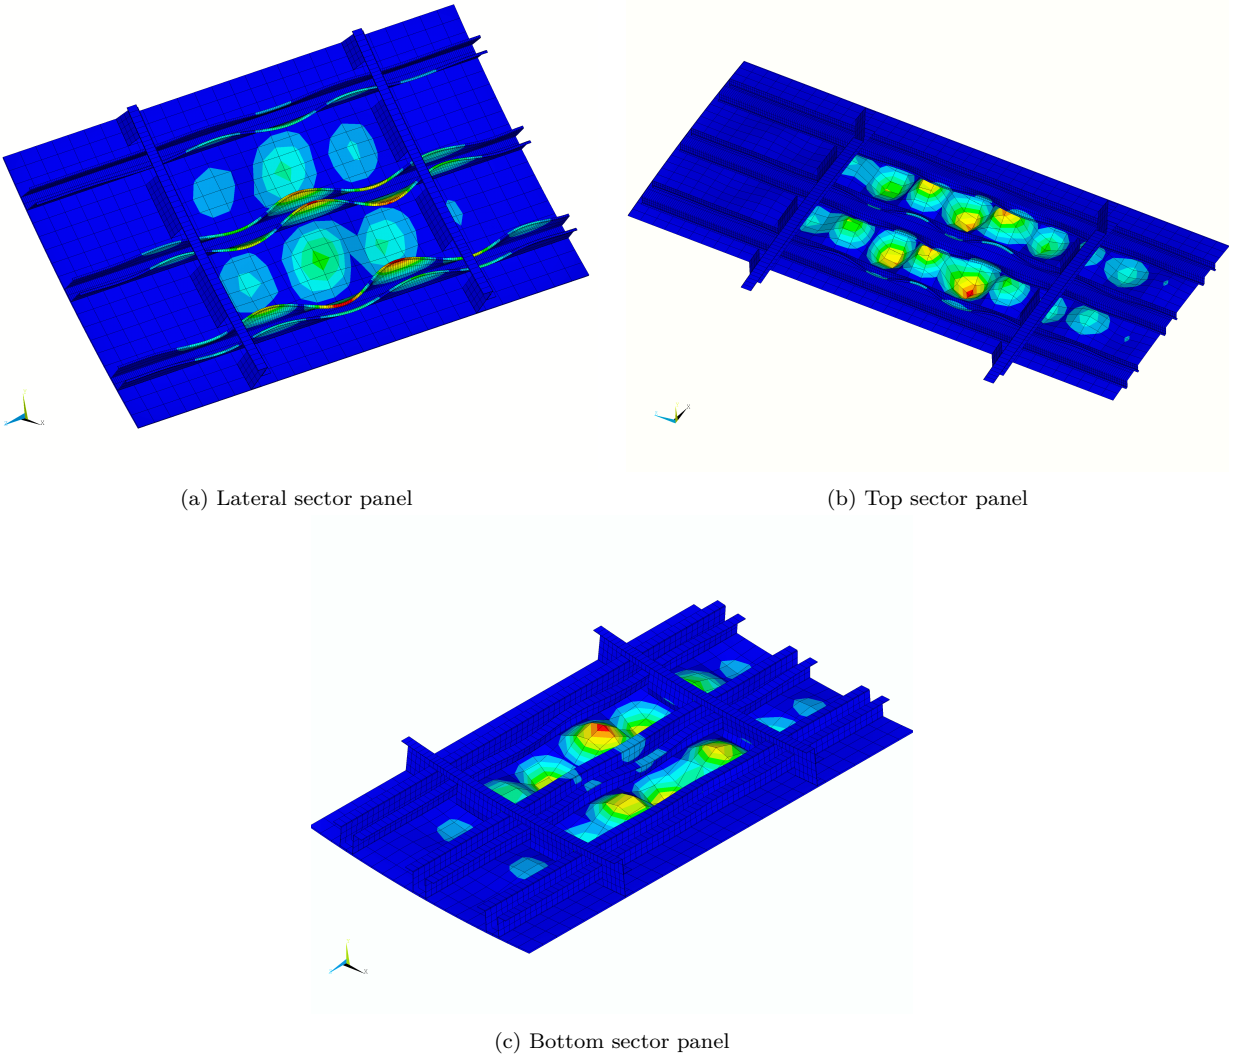 X
X
(a) Lateral sector panel
(b) Top sector panel
X
(c) Bottom sector panel